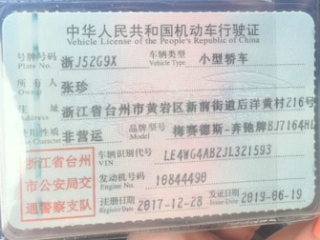 中华人民共和国机动车行驶证
Vehicle License of the People's Republic of China
号牌号码 Plate No. 浙J52G9X 车辆类型 Vehicle Type 小型轿车
所有人 Owner 张珍
住址 浙江省台州市黄岩区新前街道后洋黄村216号
使用性质 非营运 品牌型号 Model 梅赛德斯-奔驰牌BJ7164H
浙江省台州
市公安局交
通警察支队
车辆识别代号 VIN LE4WG4AB2JL321593
发动机号码 Engine No. 10844490
注册日期 Register Date 2017-12-28 发证日期 Issue Date 2019-06-19